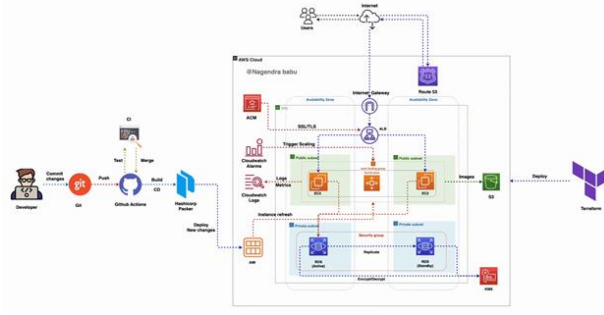 Internet
Users
AWS Cloud
@Nagendra babu
Route 53
Internet Gateway
Availability Zone
Availability Zone
VPC
ACM
SSL/TLS
ALB
CI
Trigger Scaling
Cloudwatch
Alarms
Public subnet
Public subnet
Test
Merge
Commit
changes
Push
Build
CD
Logs
Metrics
EC2
EC2
Images
Deploy
Developer
Git
Github Actions
Hashicorp
Packer
Cloudwatch
Logs
S3
Terraform
Instance refresh
Deploy
New changes
Private subnet
Security group
Private subnet
AMI
RDS
(Active)
Replicate
RDS
(Standby)
Encrypt/Decrypt
KMS